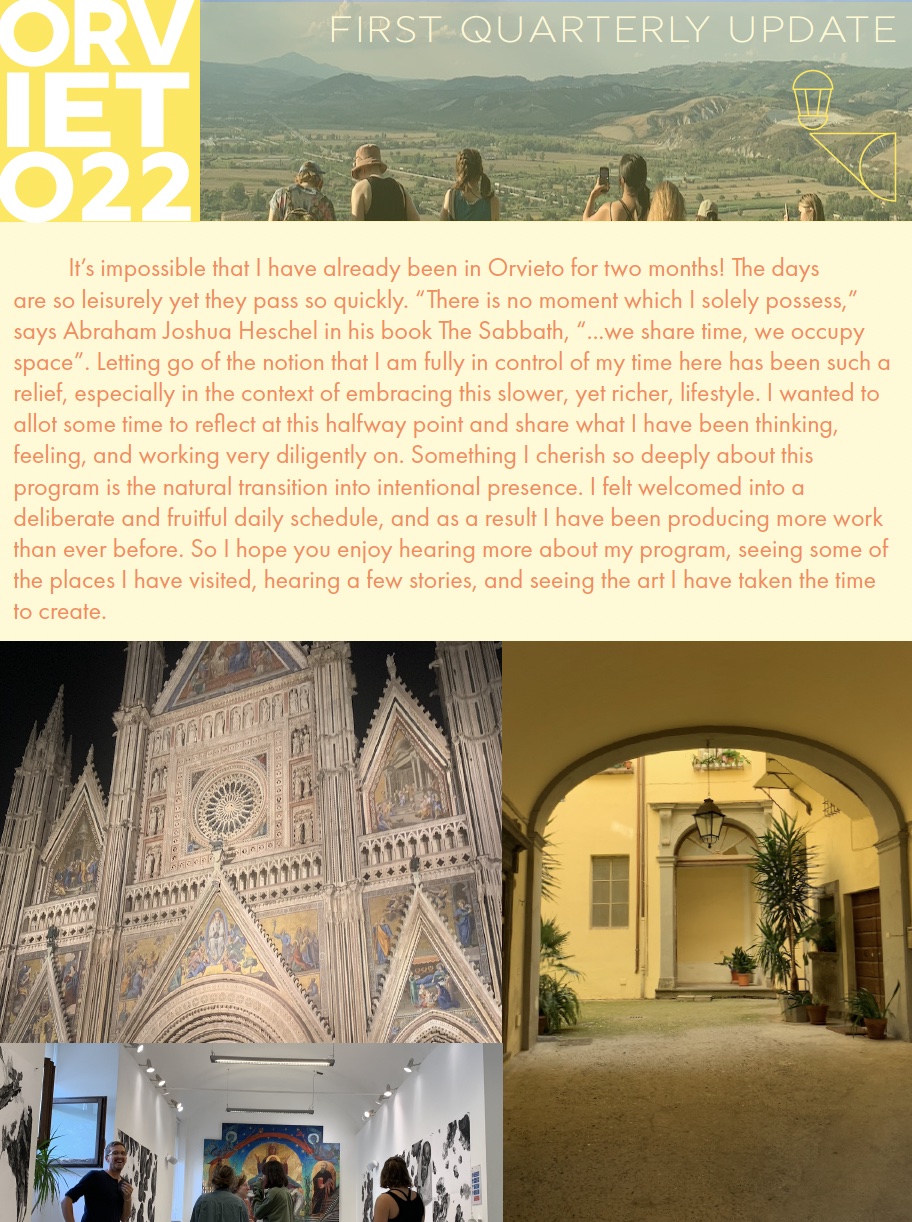 ORV
IET
O22
FIRST QUARTERLY UPDATE
It’s impossible that I have already been in Orvieto for two months! The days
are so leisurely yet they pass so quickly. “There is no moment which I solely possess,”
says Abraham Joshua Heschel in his book The Sabbath, “...we share time, we occupy
space”. Letting go of the notion that I am fully in control of my time here has been such a
relief, especially in the context of embracing this slower, yet richer, lifestyle. I wanted to
allot some time to reflect at this halfway point and share what I have been thinking,
feeling, and working very diligently on. Something I cherish so deeply about this
program is the natural transition into intentional presence. I felt welcomed into a
deliberate and fruitful daily schedule, and as a result I have been producing more work
than ever before. So I hope you enjoy hearing more about my program, seeing some of
the places I have visited, hearing a few stories, and seeing the art I have taken the time
to create.